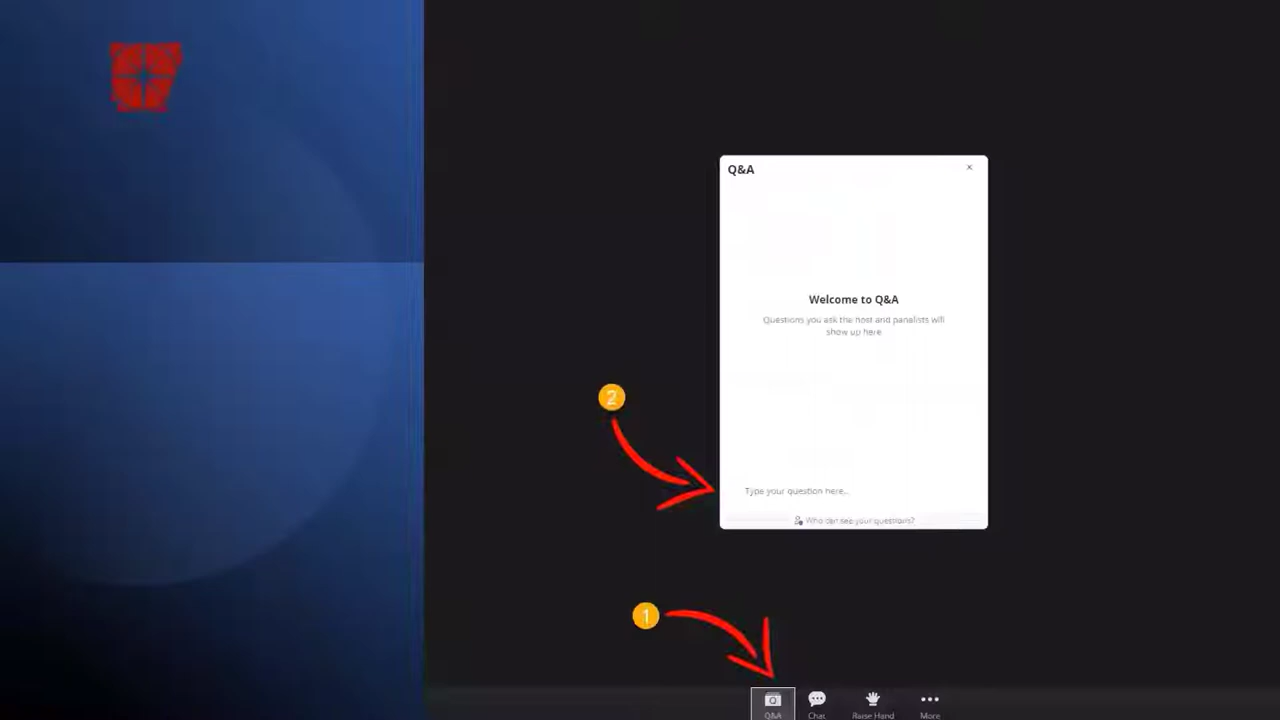 Q&A
×
Welcome to Q&A
Questions you ask the host and panelists will
show up here
2
Type your question here...
Who can see your questions?
1
Q&A
Chat
Raise Hand
More